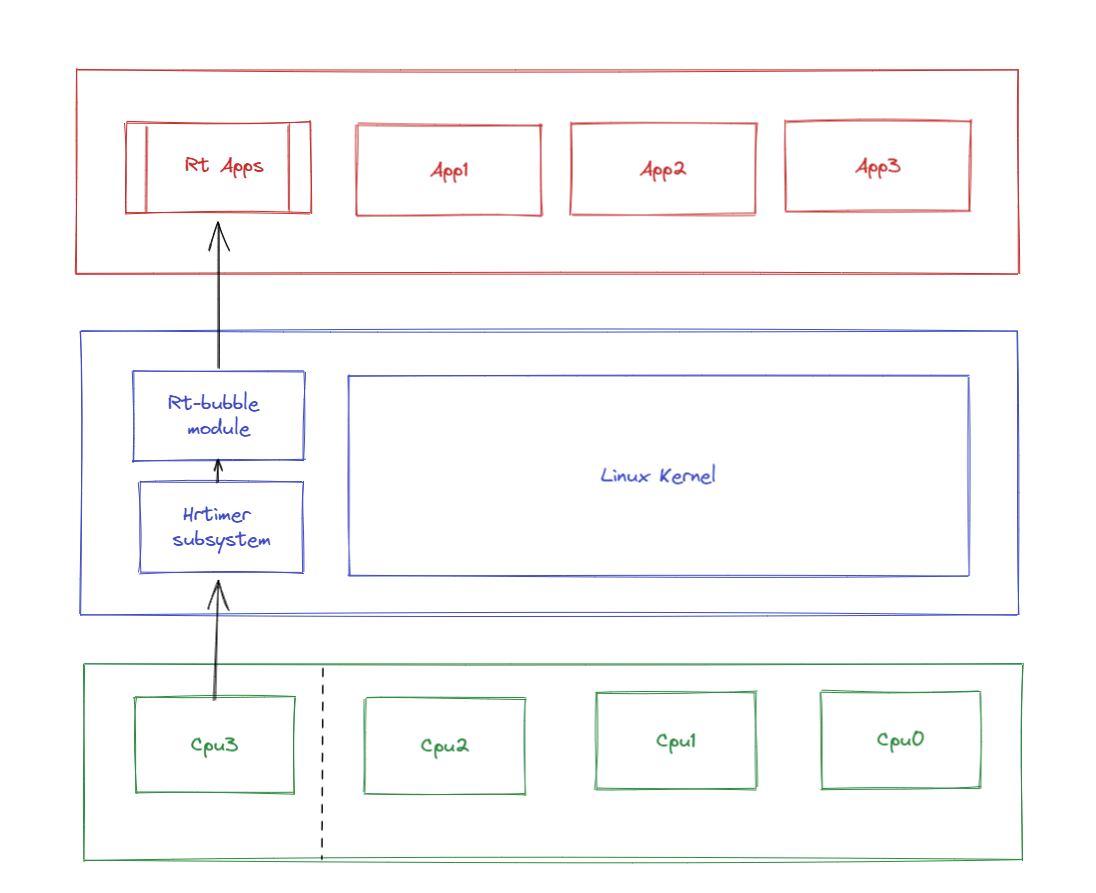 Rt Apps
App1
App2
App3
Rt-bubble
module
Linux Kernel
Hrtimer
subsystem
Cpu3
Cpu2
Cpu1
Cpu0